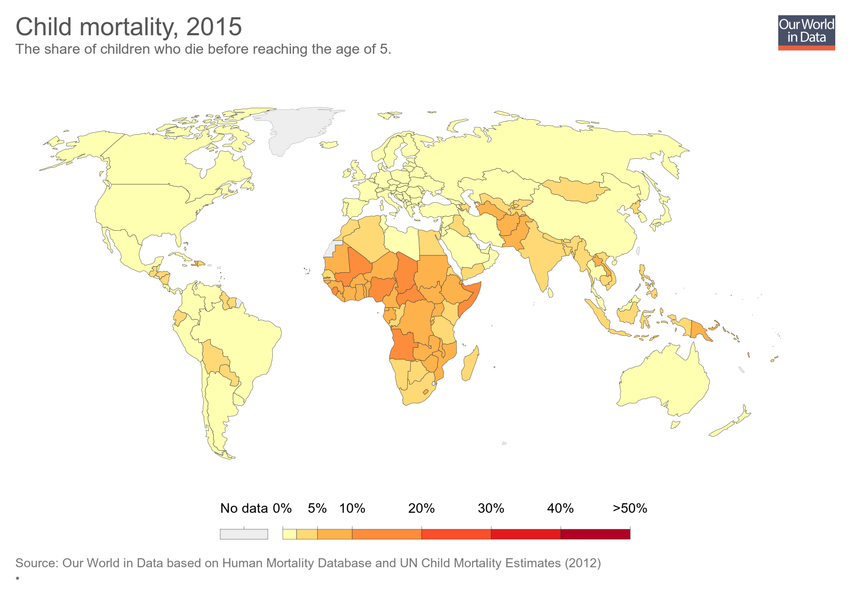 Child mortality, 2015
The share of children who die before reaching the age of 5.
Our World
in Data
No data 0% 5% 10% 20% 30% 40% >50%
Source: Our World in Data based on Human Mortality Database and UN Child Mortality Estimates (2012)
•